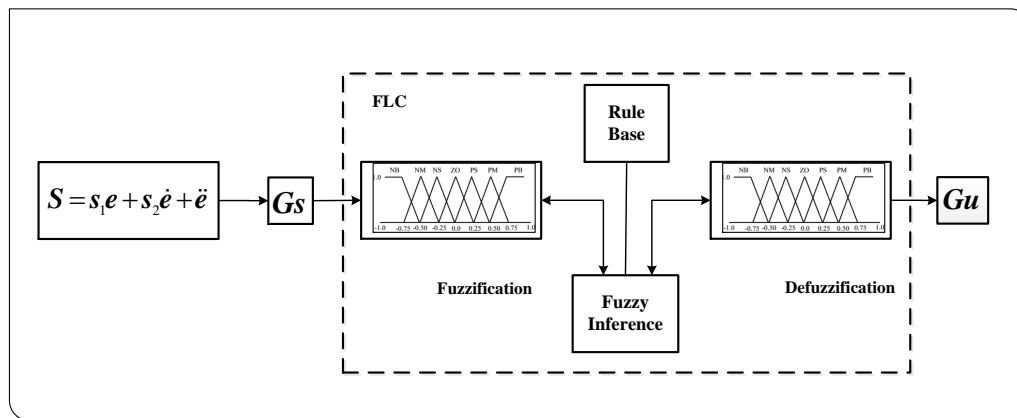 FLC
Rule
Base
NB NM NS ZO PS PM PB
1.0
-1.0 -0.75 -0.50 -0.25 0.0 0.25 0.50 0.75 1.0
NB NM NS ZO PS PM PB
1.0
-1.0 -0.75 -0.50 -0.25 0.0 0.25 0.50 0.75 1.0
S = s₁e + s₂ė + ë
Gs
Gu
Fuzzification
Fuzzy
Inference
Defuzzification